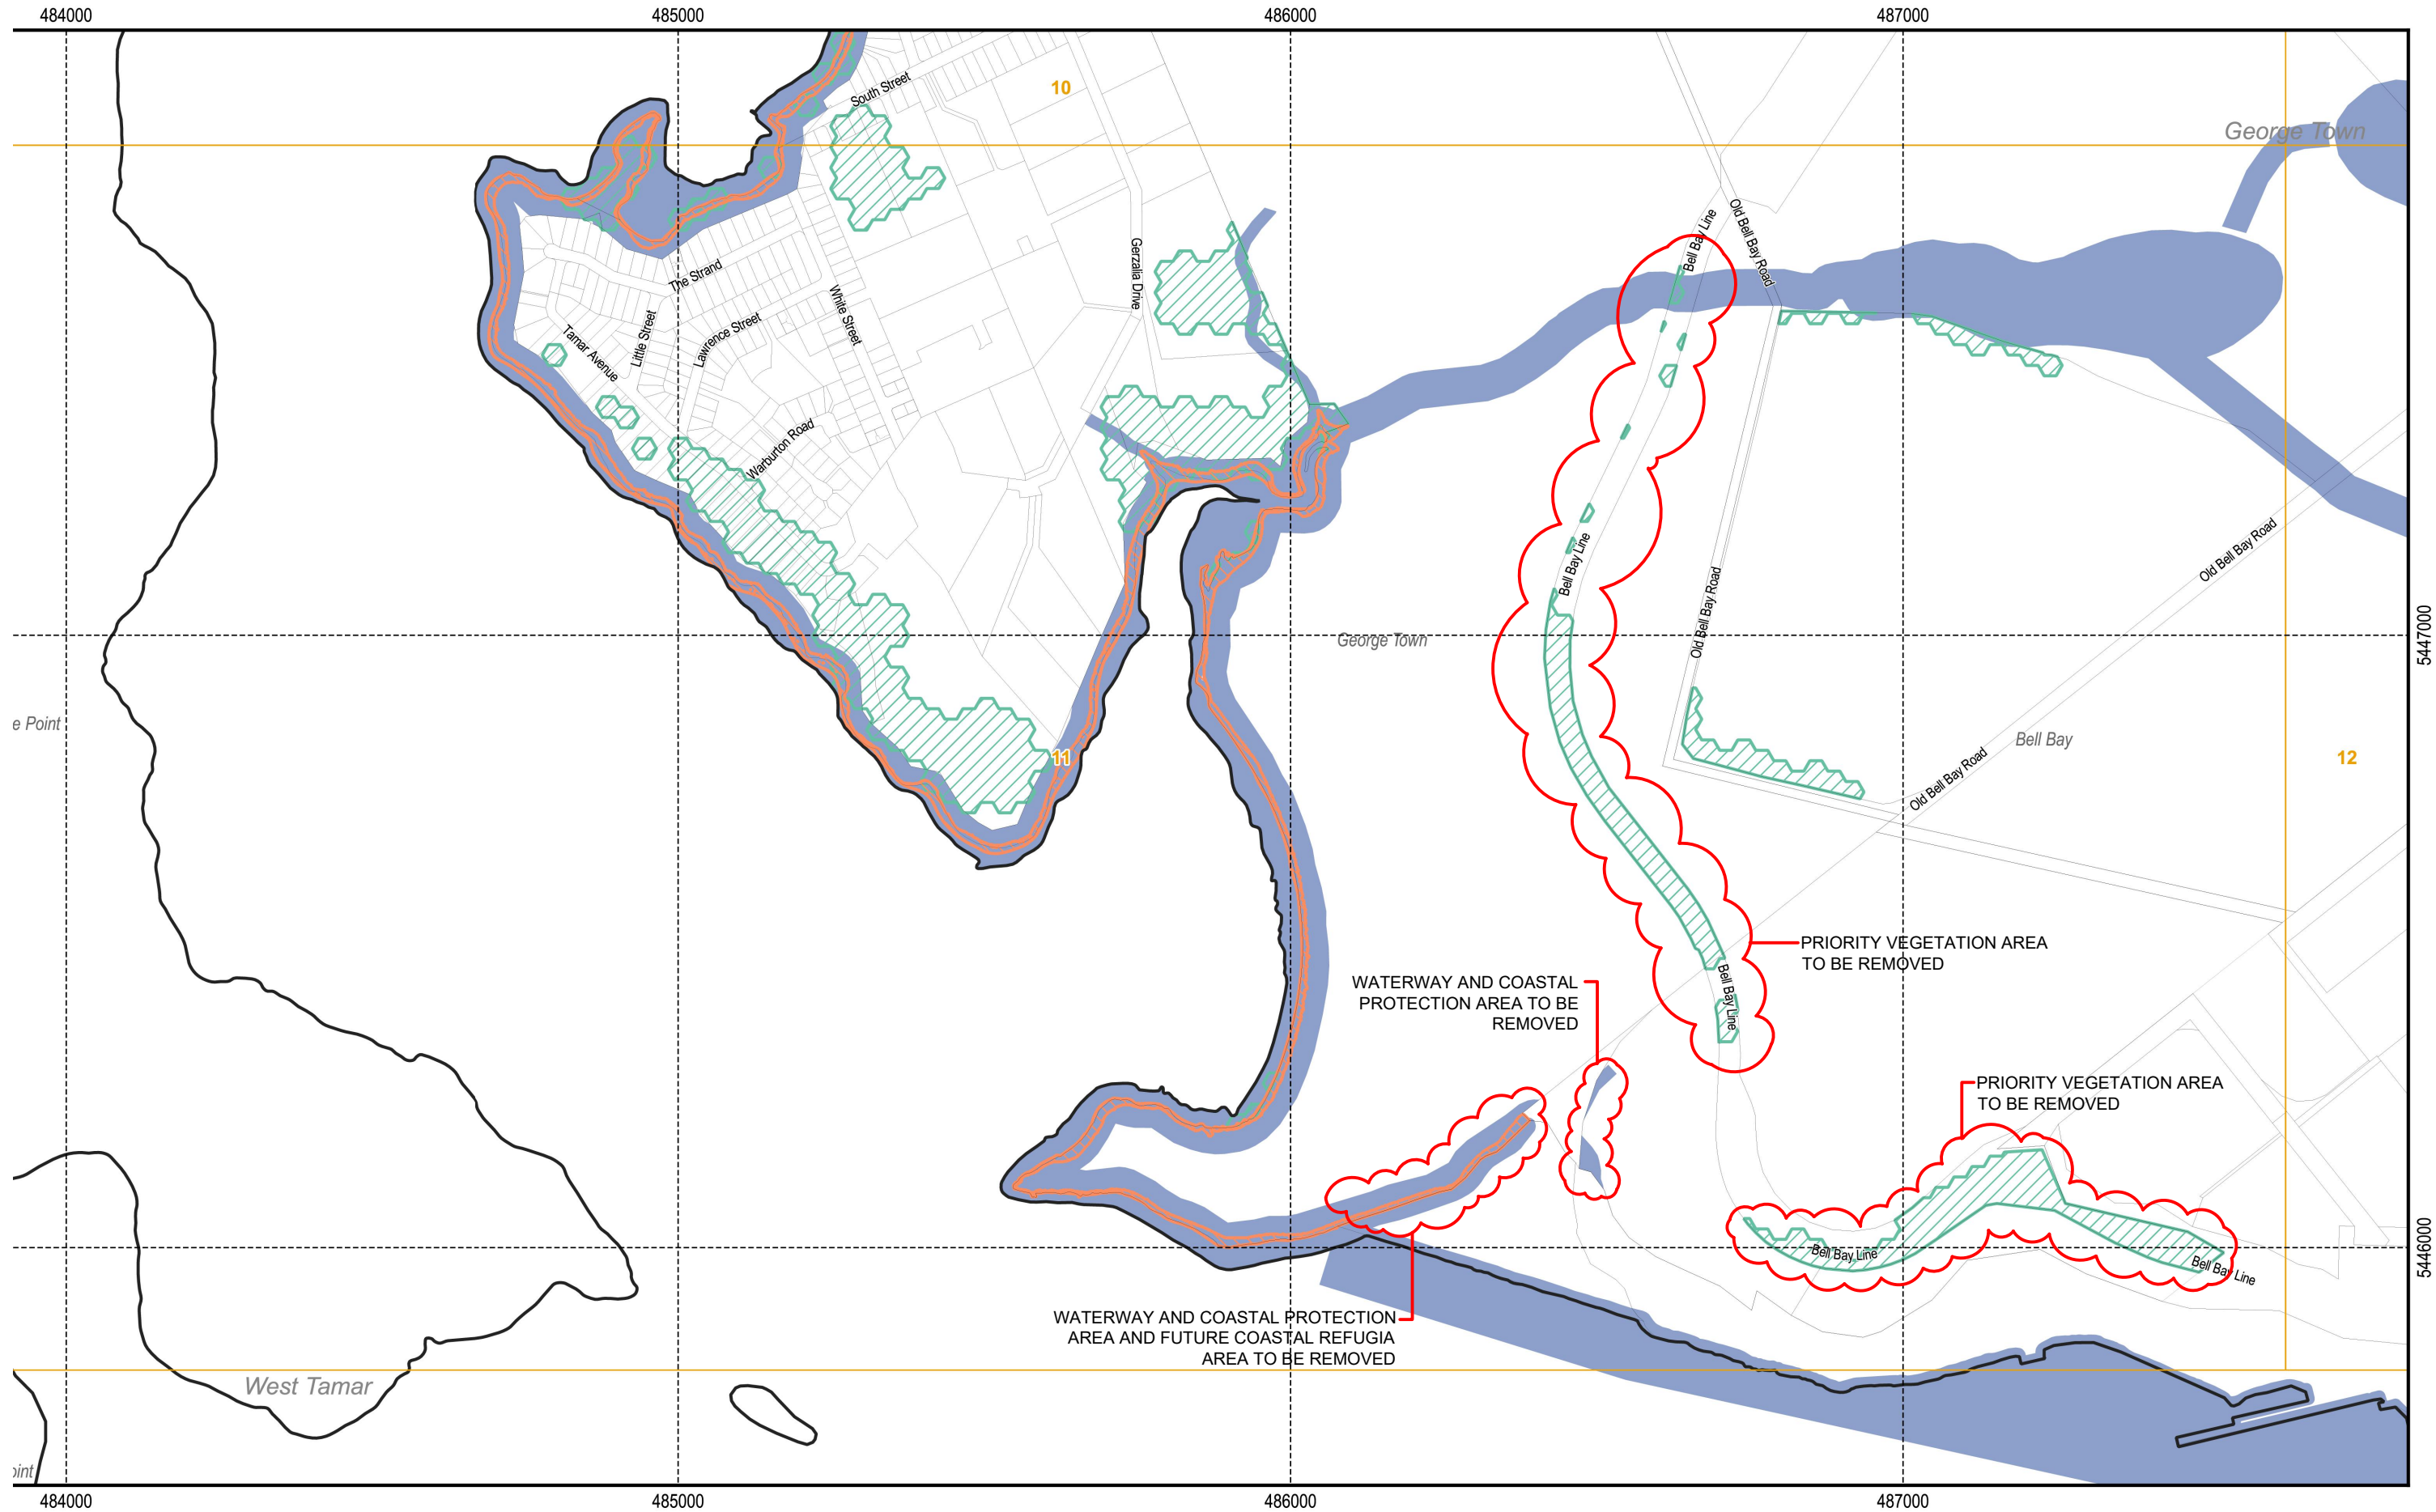 484000
485000
486000
487000
South Street
10
George Town
Bell Bay Line
Old Bell Bay Road
The Strand
Gerzalia Drive
White Street
Little Street
Lawrence Street
Tamar Avenue
Warburton Road
Old Bell Bay Road
Bell Bay Line
Old Bell Bay Road
George Town
5447000
e Point
Bell Bay
11
12
Old Bell Bay Road
PRIORITY VEGETATION AREA
TO BE REMOVED
WATERWAY AND COASTAL
PROTECTION AREA TO BE
REMOVED
Bell Bay Line
PRIORITY VEGETATION AREA
TO BE REMOVED
Bell Bay Line
Bell Bay Line
5446000
WATERWAY AND COASTAL PROTECTION
AREA AND FUTURE COASTAL REFUGIA
AREA TO BE REMOVED
West Tamar
oint
484000
485000
486000
487000